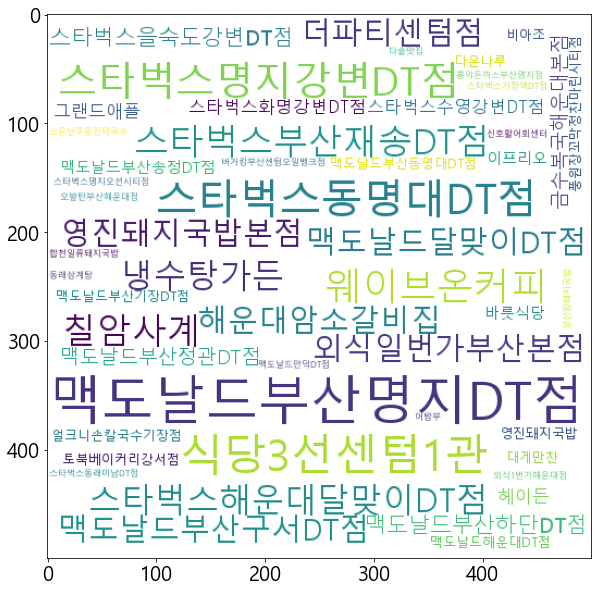 0
100
200
300
400
스타벅스을숙도강변DT점
더파티센텀점
비아조
다솥맛집
다온나루
스타벅스명지강변DT점
홍익돈까스부산명지점
스타벅스기장역DT점
그랜드애플
스타벅스화명강변DT점
스타벅스수영강변DT점
금수복국해운대본점
풍원장꼬막정찬마린시티점
소문난주문진막국수
스타벅스부산재송DT점
신호활어회센터
맥도날드부산송정DT점
버거킹부산센텀오일뱅크점
맥도날드부산동명대DT점
이프리오
스타벅스명지오션시티점
오발탄부산해운대점
스타벅스동명대DT점
영진돼지국밥본점
맥도날드달맞이DT점
합천일류돼지국밥
동래삼계탕
냉수탕가든
웨이브온커피
맥도날드부산기장DT점
칠암사계
해운대암소갈비집
바릇식당
외식일번가부산본점
맥도날드부산정관DT점
맥도날드만덕DT점
맥도날드부산명지DT점
이밤부
얼크니손칼국수기장점
식당3선센텀1관
영진돼지국밥
토북베이커리강서점
대게만찬
스타벅스동래미남DT점
외식1번가해운대점
스타벅스해운대달맞이DT점
헤이든
맥도날드부산구서DT점
맥도날드부산하단DT점
맥도날드해운대DT점
0
100
200
300
400